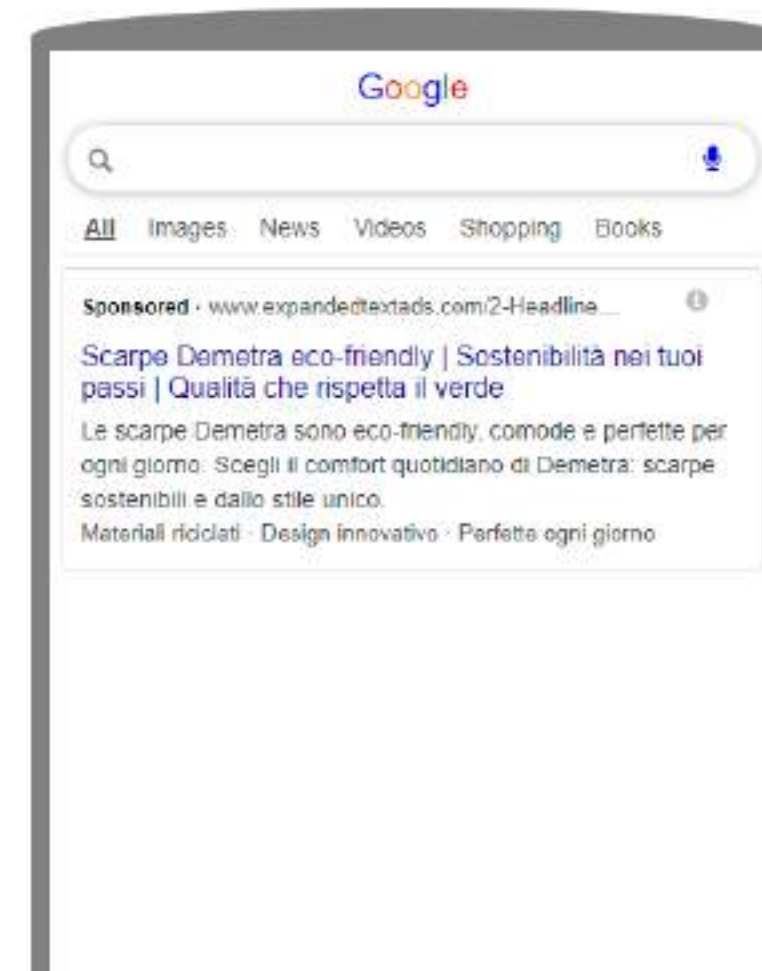 Google
All Images News Videos Shopping Books
Sponsored · www.expandedtextads.com/2-Headline...
Scarpe Demetra eco-friendly | Sostenibilità nei tuoi
passi | Qualità che rispetta il verde
Le scarpe Demetra sono eco-friendly, comode e perfette per
ogni giorno. Scegli il comfort quotidiano di Demetra: scarpe
sostenibili e dallo stile unico.
Materiali riciclati · Design innovativo · Perfette ogni giorno